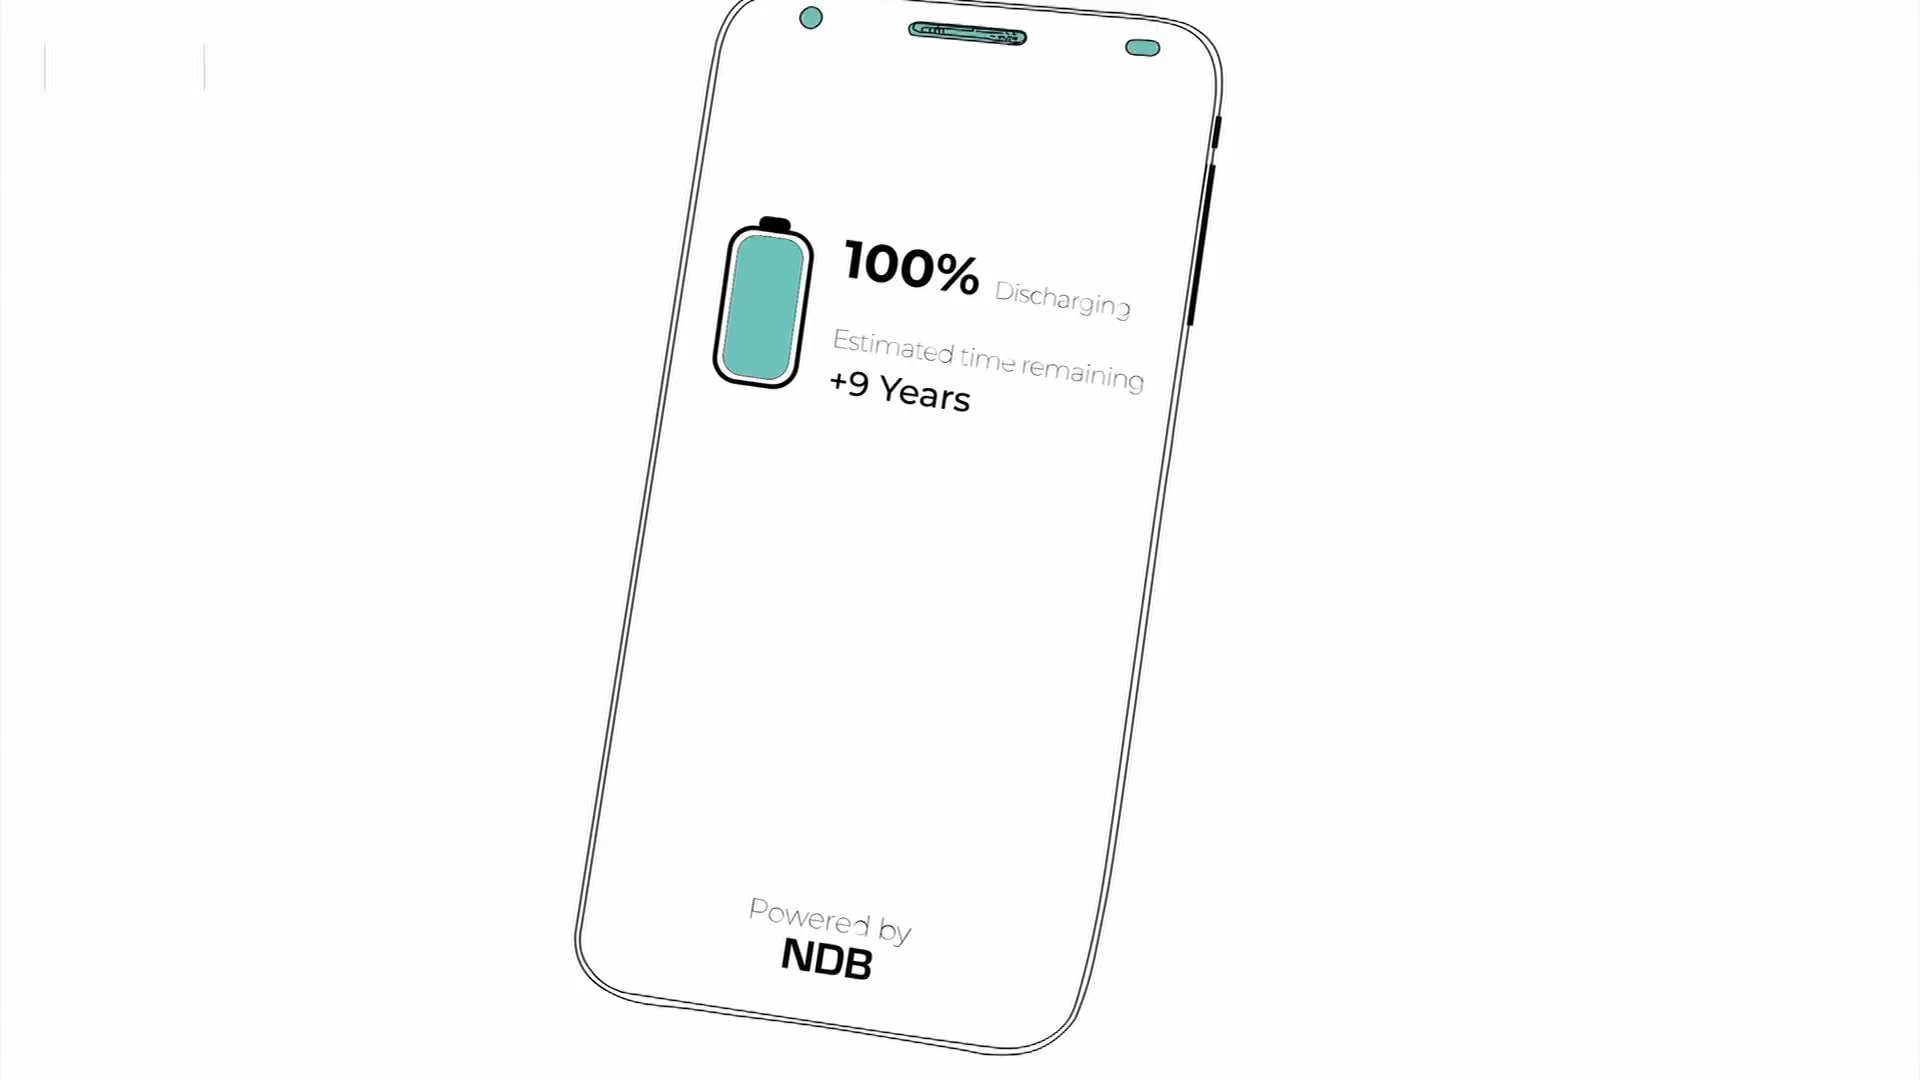 100% Discharging
Estimated time remaining
+9 Years
Powered by
NDB